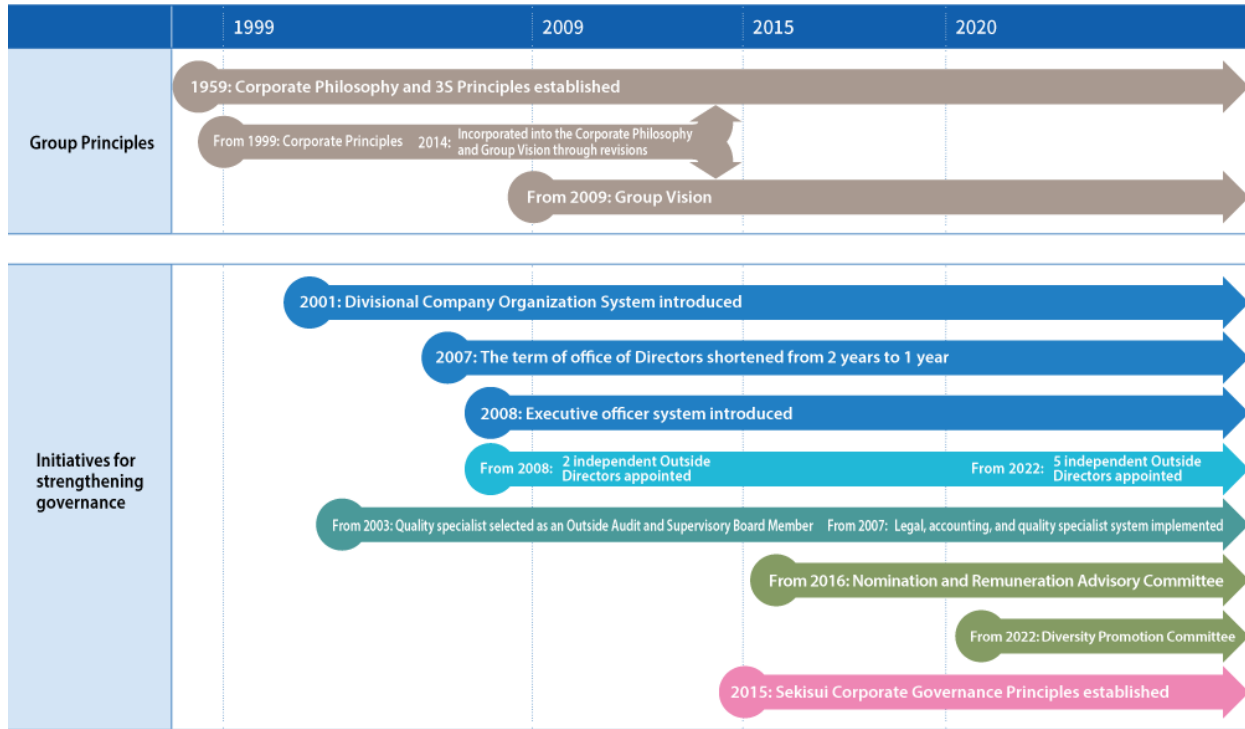 1999
2009
2015
2020
Group Principles
1959: Corporate Philosophy and 3S Principles established
From 1999: Corporate Principles
2014:
Incorporated into the Corporate Philosophy
and Group Vision through revisions
From 2009: Group Vision
Initiatives for
strengthening
governance
2001: Divisional Company Organization System introduced
2007: The term of office of Directors shortened from 2 years to 1 year
2008: Executive officer system introduced
From 2008:
2 independent Outside
Directors appointed
From 2022:
5 independent Outside
Directors appointed
From 2003: Quality specialist selected as an Outside Audit and Supervisory Board Member
From 2007: Legal, accounting, and quality specialist system implemented
From 2016: Nomination and Remuneration Advisory Committee
From 2022: Diversity Promotion Committee
2015: Sekisui Corporate Governance Principles established